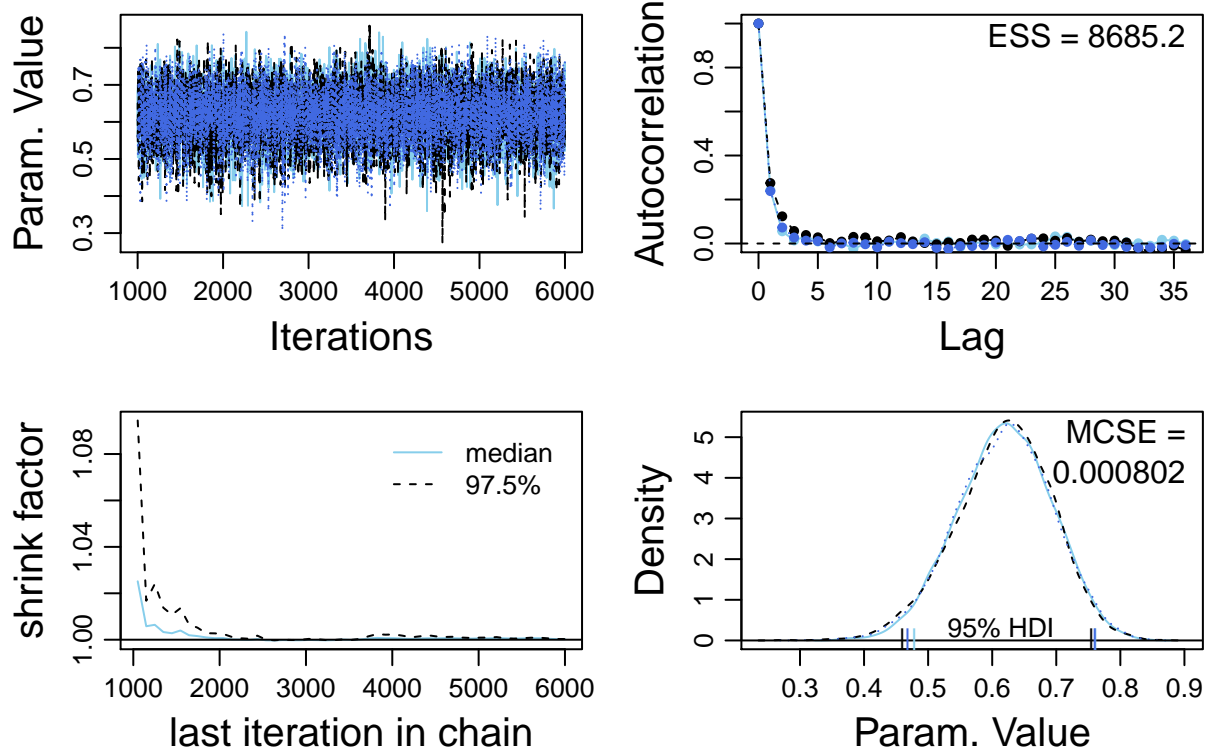 Param. Value
0.3 0.5 0.7
1000 2000 3000 4000 5000 6000
Iterations
Autocorrelation
0.0 0.4 0.8
ESS = 8685.2
0 5 10 15 20 25 30 35
Lag
shrink factor
1.00 1.04 1.08
median
97.5%
1000 2000 3000 4000 5000 6000
last iteration in chain
Density
0 1 2 3 4 5
MCSE =
0.000802
95% HDI
0.3 0.4 0.5 0.6 0.7 0.8 0.9
Param. Value